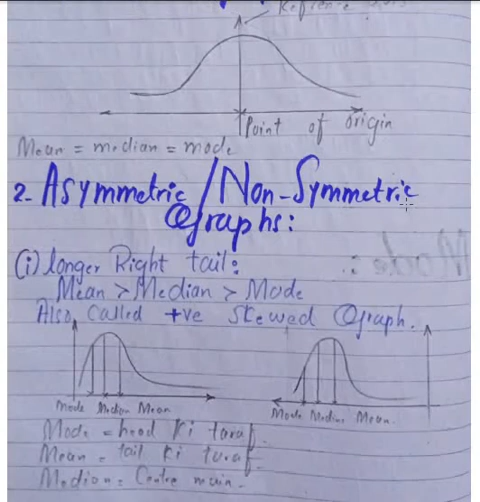 Point of origin
Mean = median = mode
2. Asymmetric / Non-Symmetric
Graphs:
(i) longer Right tail:
Mean > Median > Mode
Also Called +ve Skewed Graph.
Mode Median Mean
Mode Median Mean.
Mode = head ki taraf.
Mean = tail ki taraf.
Median = Centre main.